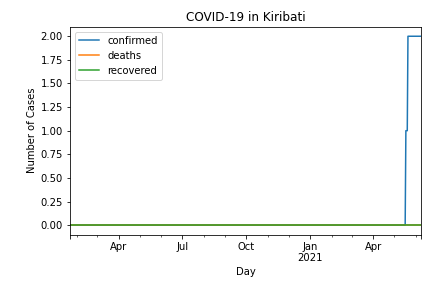 COVID-19 in Kiribati
confirmed
deaths
recovered
Number of Cases
2.00
1.75
1.50
1.25
1.00
0.75
0.50
0.25
0.00
Apr Jul Oct Jan Apr
2021
Day